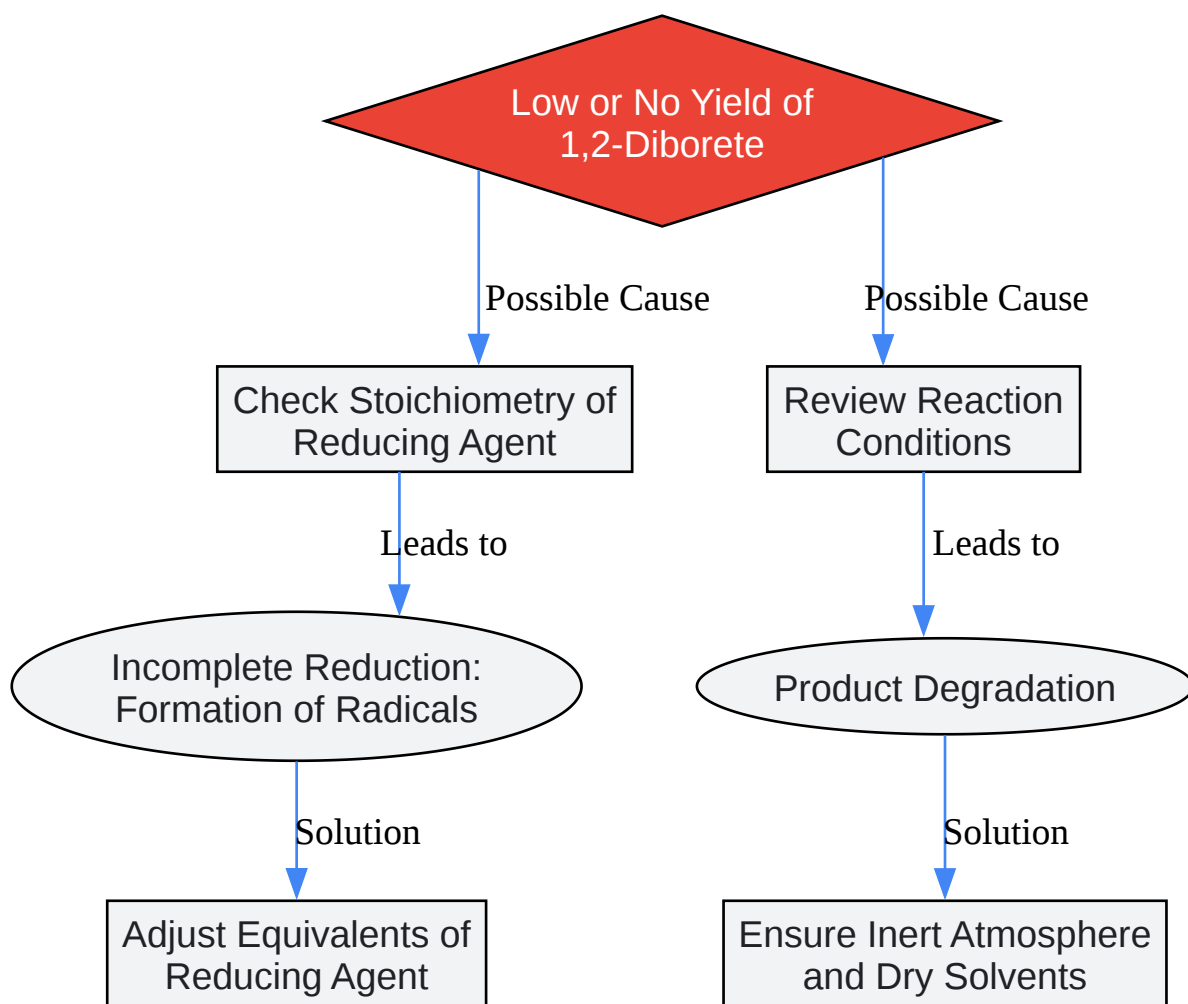 Low or No Yield of
1,2-Diborete
Possible Cause
Possible Cause
Check Stoichiometry of
Reducing Agent
Review Reaction
Conditions
Leads to
Leads to
Incomplete Reduction:
Formation of Radicals
Product Degradation
Solution
Solution
Adjust Equivalents of
Reducing Agent
Ensure Inert Atmosphere
and Dry Solvents